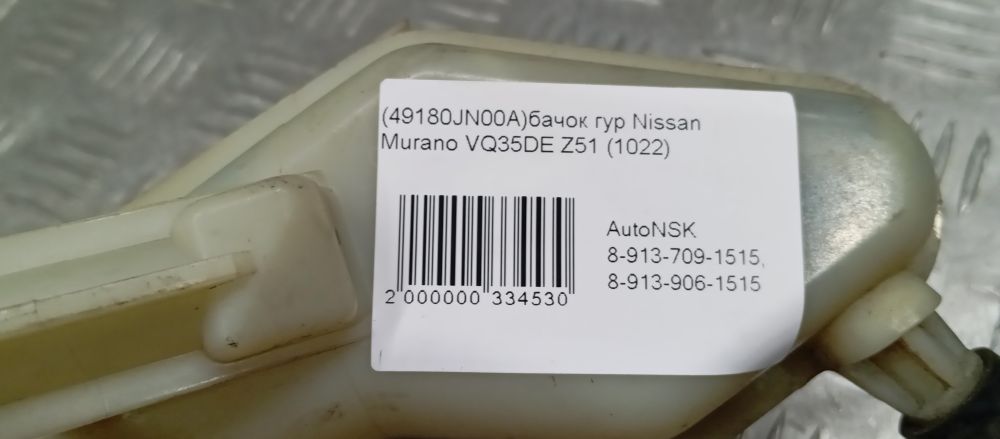 (49180JN00A)бачок гур Nissan
Murano VQ35DE Z51 (1022)
AutoNSK
8-913-709-1515,
8-913-906-1515
2 000000 334530